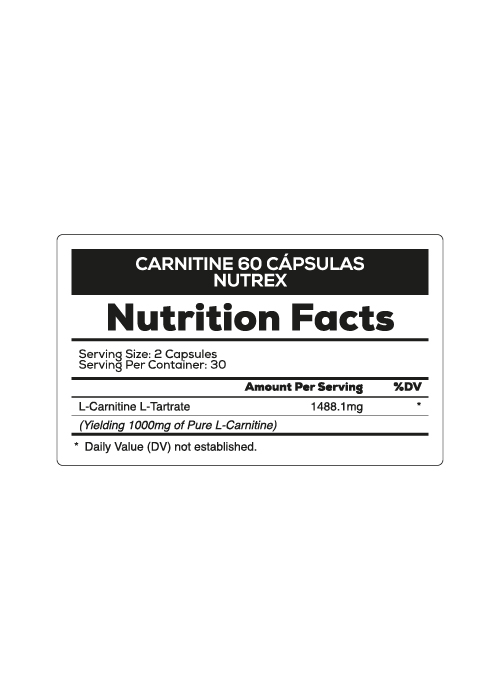 CARNITINE 60 CÁPSULAS
NUTREX
Nutrition Facts
Serving Size: 2 Capsules
Serving Per Container: 30
Amount Per Serving %DV
L-Carnitine L-Tartrate 1488.1mg *
(Yielding 1000mg of Pure L-Carnitine)
* Daily Value (DV) not established.